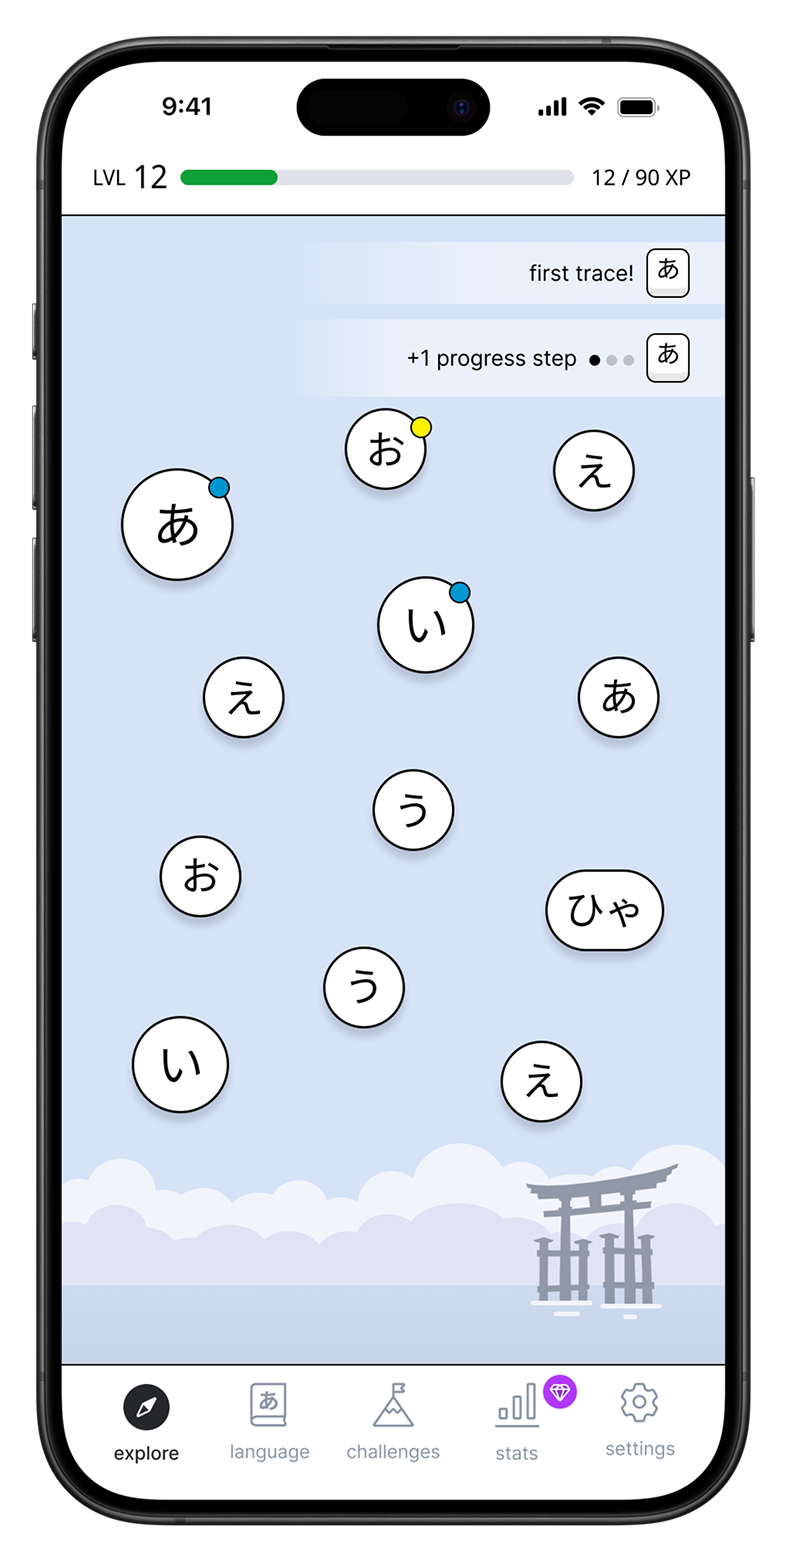 9:41
LVL 12 12 / 90 XP
first trace! あ
+1 progress step あ
お
え
あ
い
え
あ
う
お
ひゃ
う
い
え
あ
explore language challenges stats settings